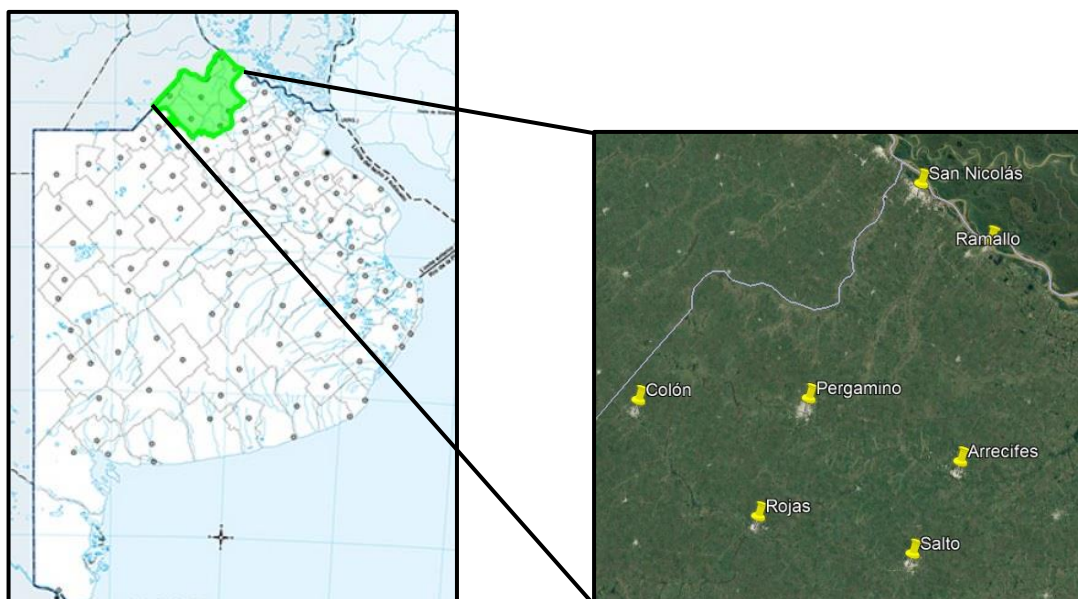 San Nicolás
Ramallo
Colón
Pergamino
Arrecifes
Rojas
Salto